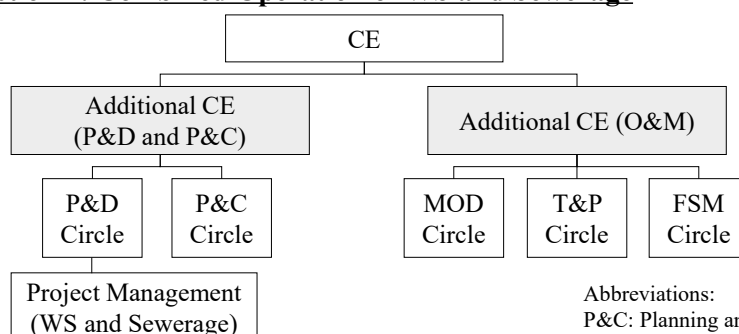 CE
Additional CE
(P&D and P&C)
Additional CE (O&M)
P&D
Circle
P&C
Circle
MOD
Circle
T&P
Circle
FSM
Circle
Project Management
(WS and Sewerage)
Abbreviations:
P&C: Planning an